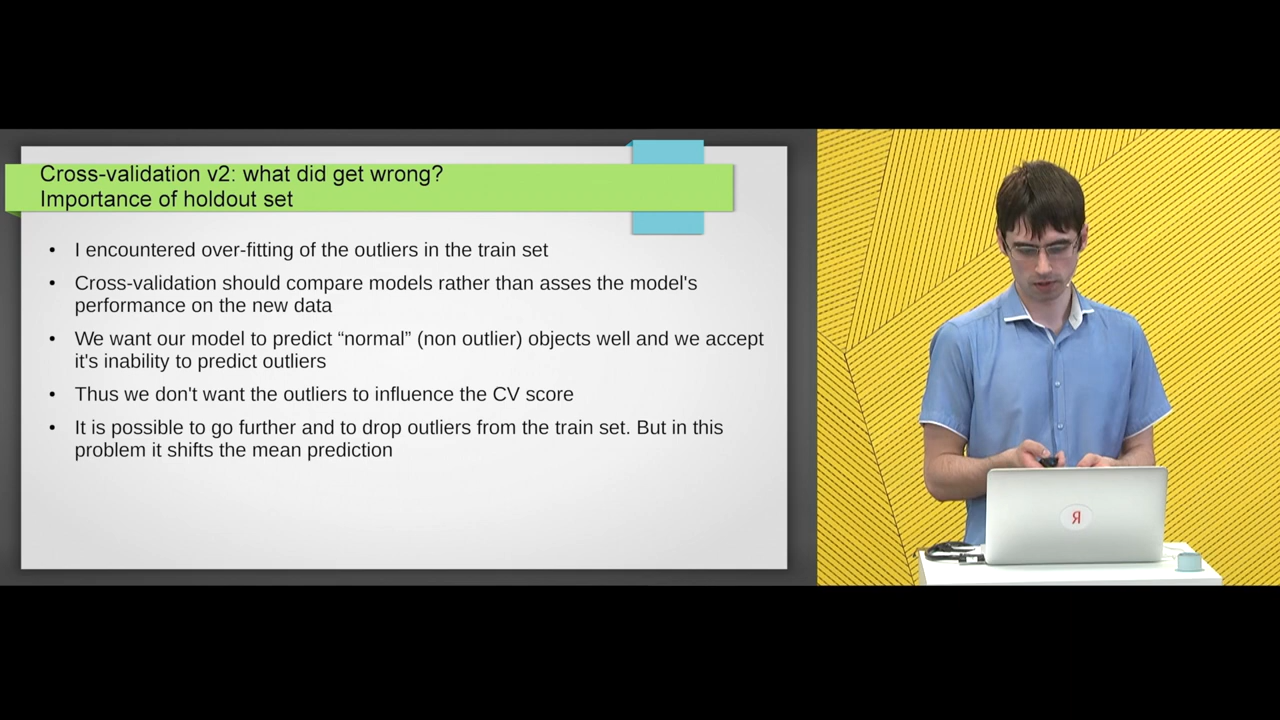 Cross-validation v2: what did get wrong?
Importance of holdout set
• I encountered over-fitting of the outliers in the train set
• Cross-validation should compare models rather than asses the model's
performance on the new data
• We want our model to predict “normal” (non outlier) objects well and we accept
it's inability to predict outliers
• Thus we don't want the outliers to influence the CV score
• It is possible to go further and to drop outliers from the train set. But in this
problem it shifts the mean prediction
Я